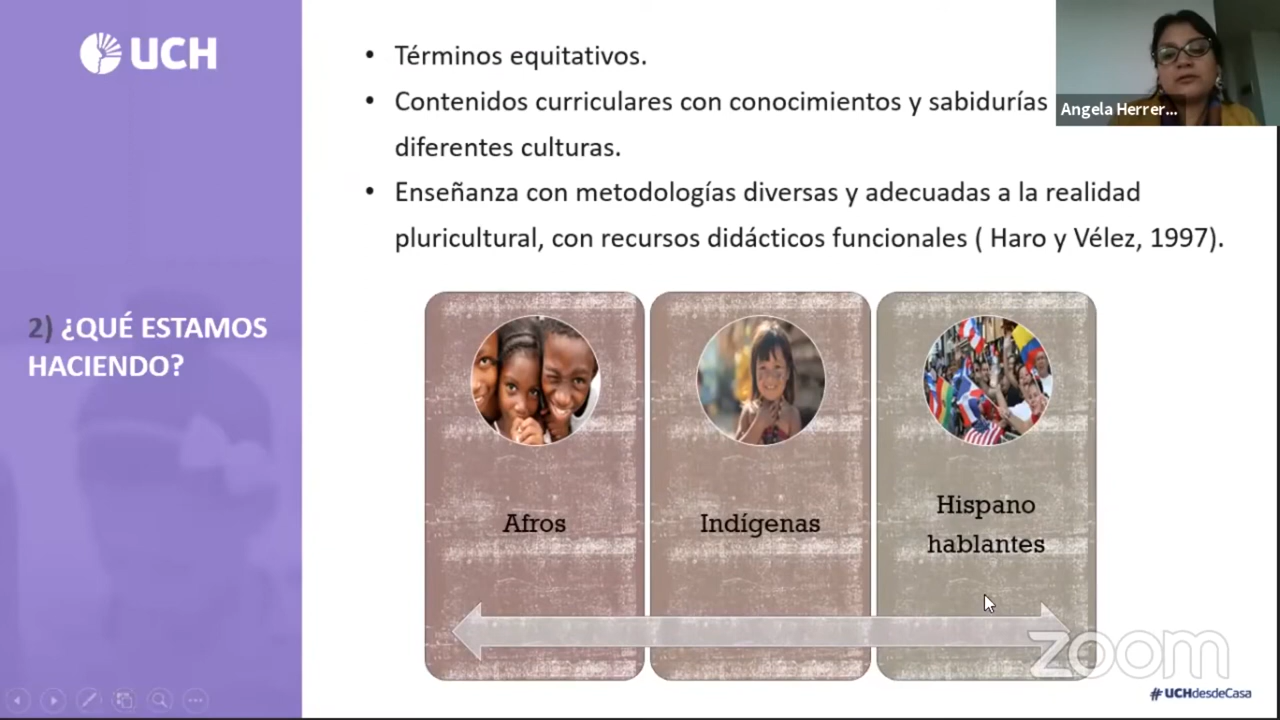 UCH
• Términos equitativos.
• Contenidos curriculares con conocimientos y sabidurías
diferentes culturas.
• Enseñanza con metodologías diversas y adecuadas a la realidad
pluricultural, con recursos didácticos funcionales ( Haro y Vélez, 1997).
Angela Herrer...
2) ¿QUÉ ESTAMOS
HACIENDO?
Afros
Indígenas
Hispano
hablantes
zoom
#UCHdesdeCasa